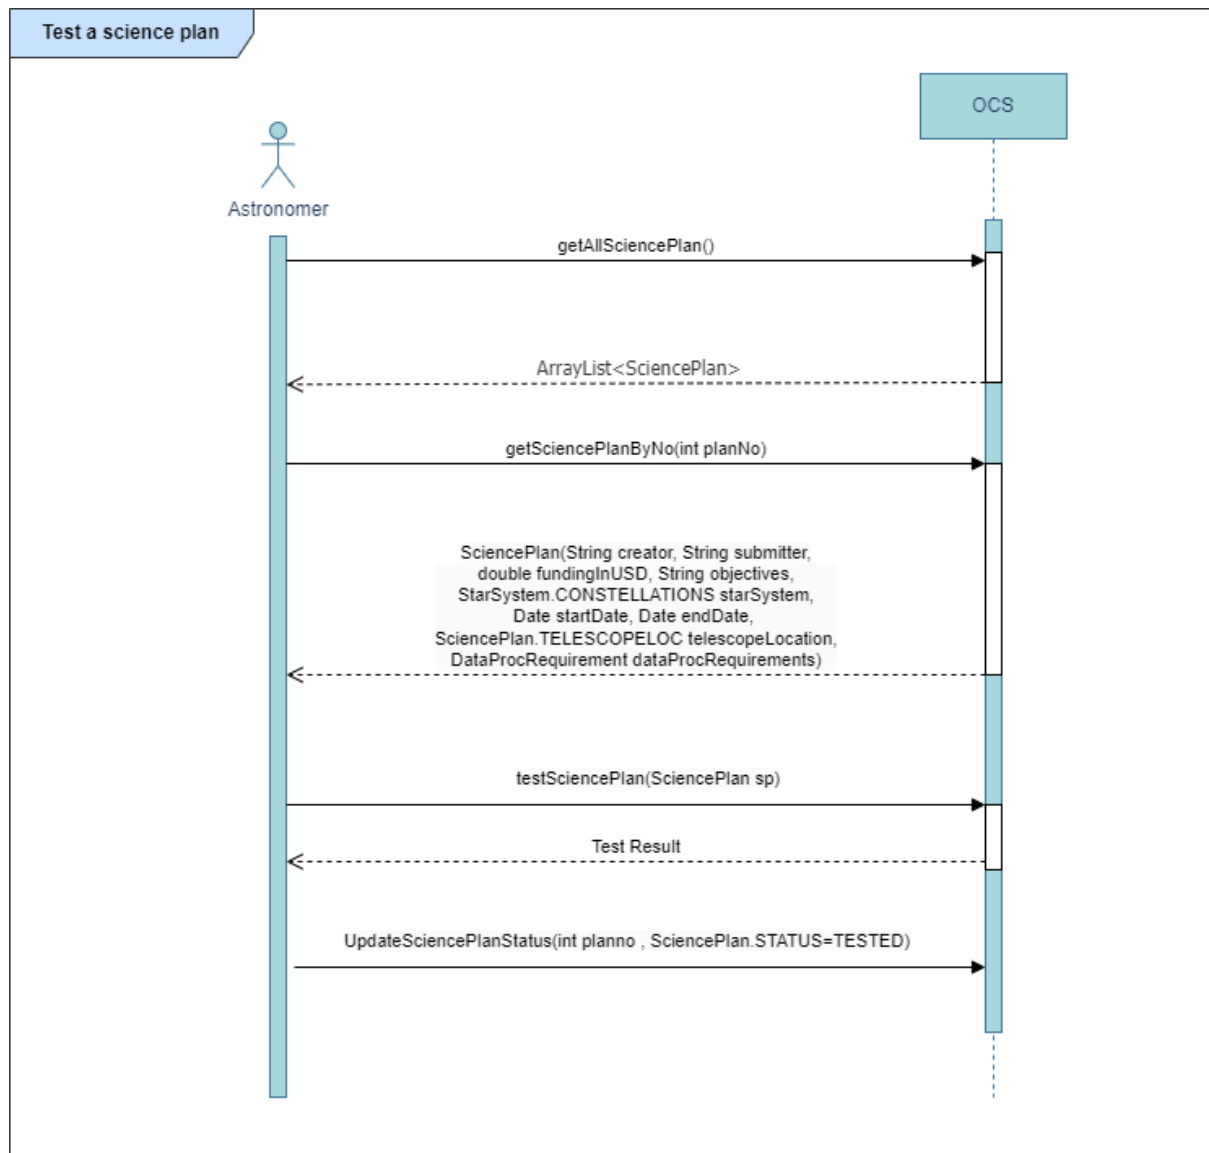 Test a science plan
OCS
Astronomer
getAllSciencePlan()
ArrayList<SciencePlan>
getSciencePlanByNo(int planNo)
SciencePlan(String creator, String submitter,
double fundingInUSD, String objectives,
StarSystem.CONSTELLATIONS starSystem,
Date startDate, Date endDate,
SciencePlan.TELESCOPELOC telescopeLocation,
DataProcRequirement dataProcRequirements)
testSciencePlan(SciencePlan sp)
Test Result
UpdateSciencePlanStatus(int planno , SciencePlan.STATUS=TESTED)